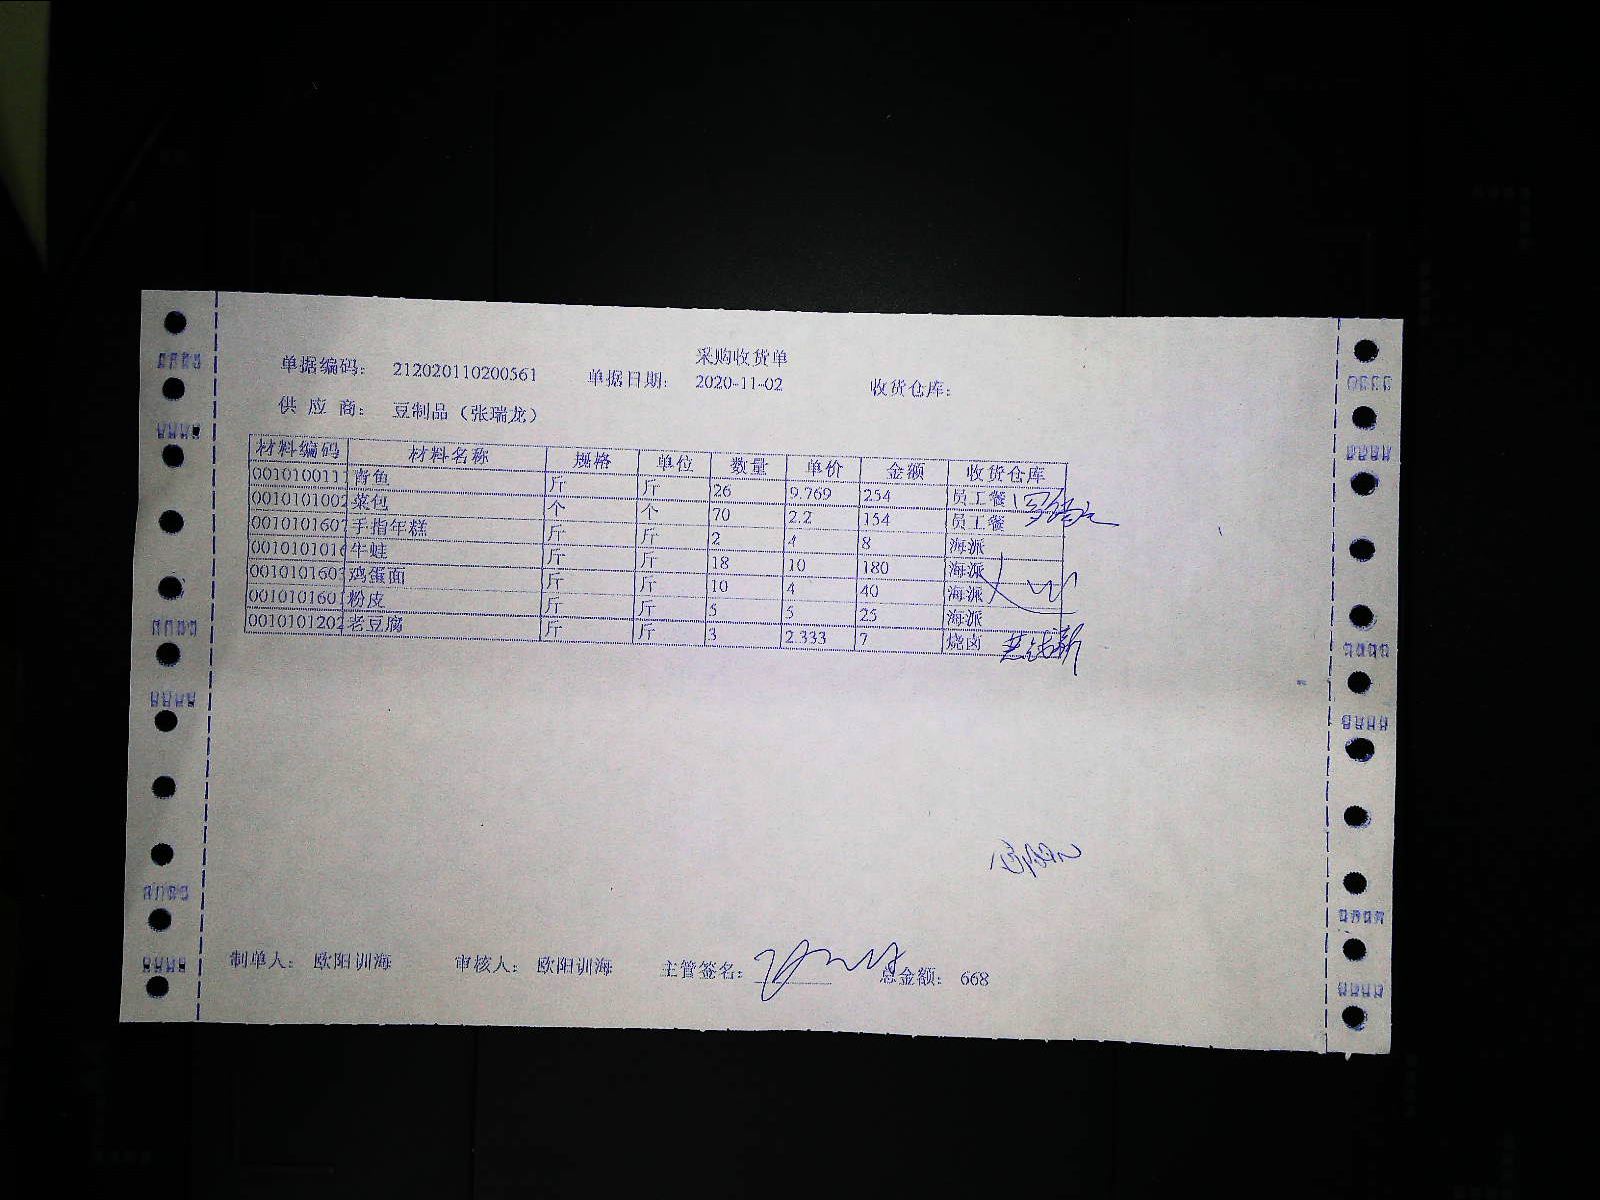 采购收货单
单据编码： 212020110200561 单据日期： 2020-11-02 收货仓库：
供 应 商： 豆制品（张瑞龙）
材料编码 材料名称 规格 单位 数量 单价 金额 收货仓库
0010100111 青鱼 斤 斤 26 9.769 254 员工餐
0010101002 菜包 个 个 70 2.2 154 员工餐
0010101607 手指年糕 斤 斤 2 4 8 海派
0010101016 牛蛙 斤 斤 18 10 180 海派
0010101603 鸡蛋面 斤 斤 10 4 40 海派
0010101601 粉皮 斤 斤 5 5 25 海派
0010101202 老豆腐 斤 斤 3 2.333 7 烧卤
制单人： 欧阳训海 审核人： 欧阳训海 主管签名： 总金额： 668